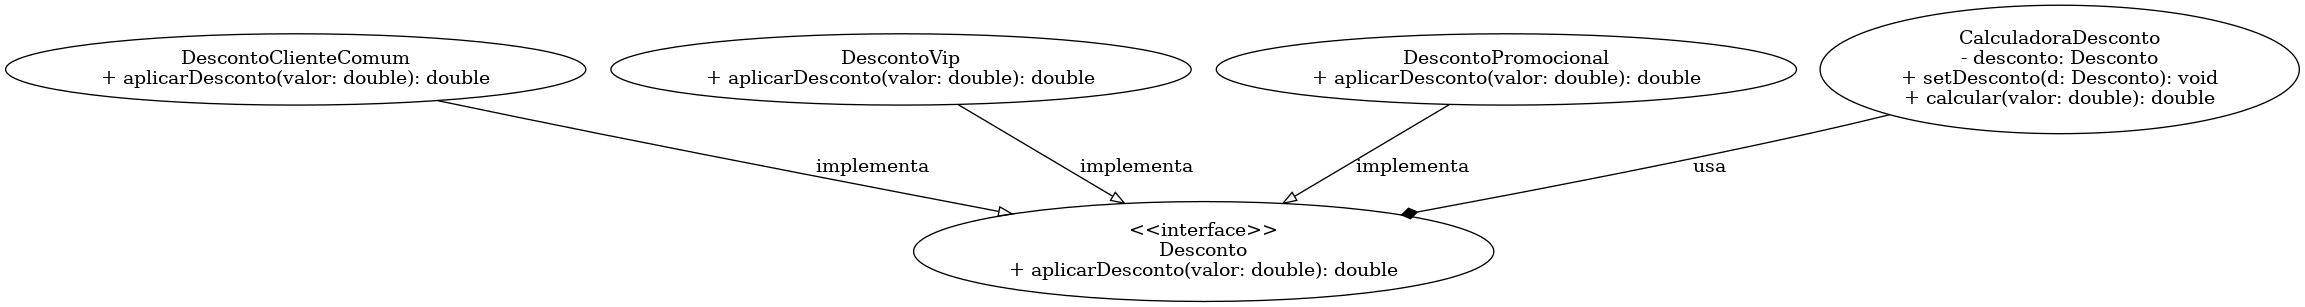 DescontoClienteComum
+ aplicarDesconto(valor: double): double
DescontoVip
+ aplicarDesconto(valor: double): double
DescontoPromocional
+ aplicarDesconto(valor: double): double
CalculadoraDesconto
- desconto: Desconto
+ setDesconto(d: Desconto): void
+ calcular(valor: double): double
implementa
implementa
implementa
usa
<<interface>>
Desconto
+ aplicarDesconto(valor: double): double